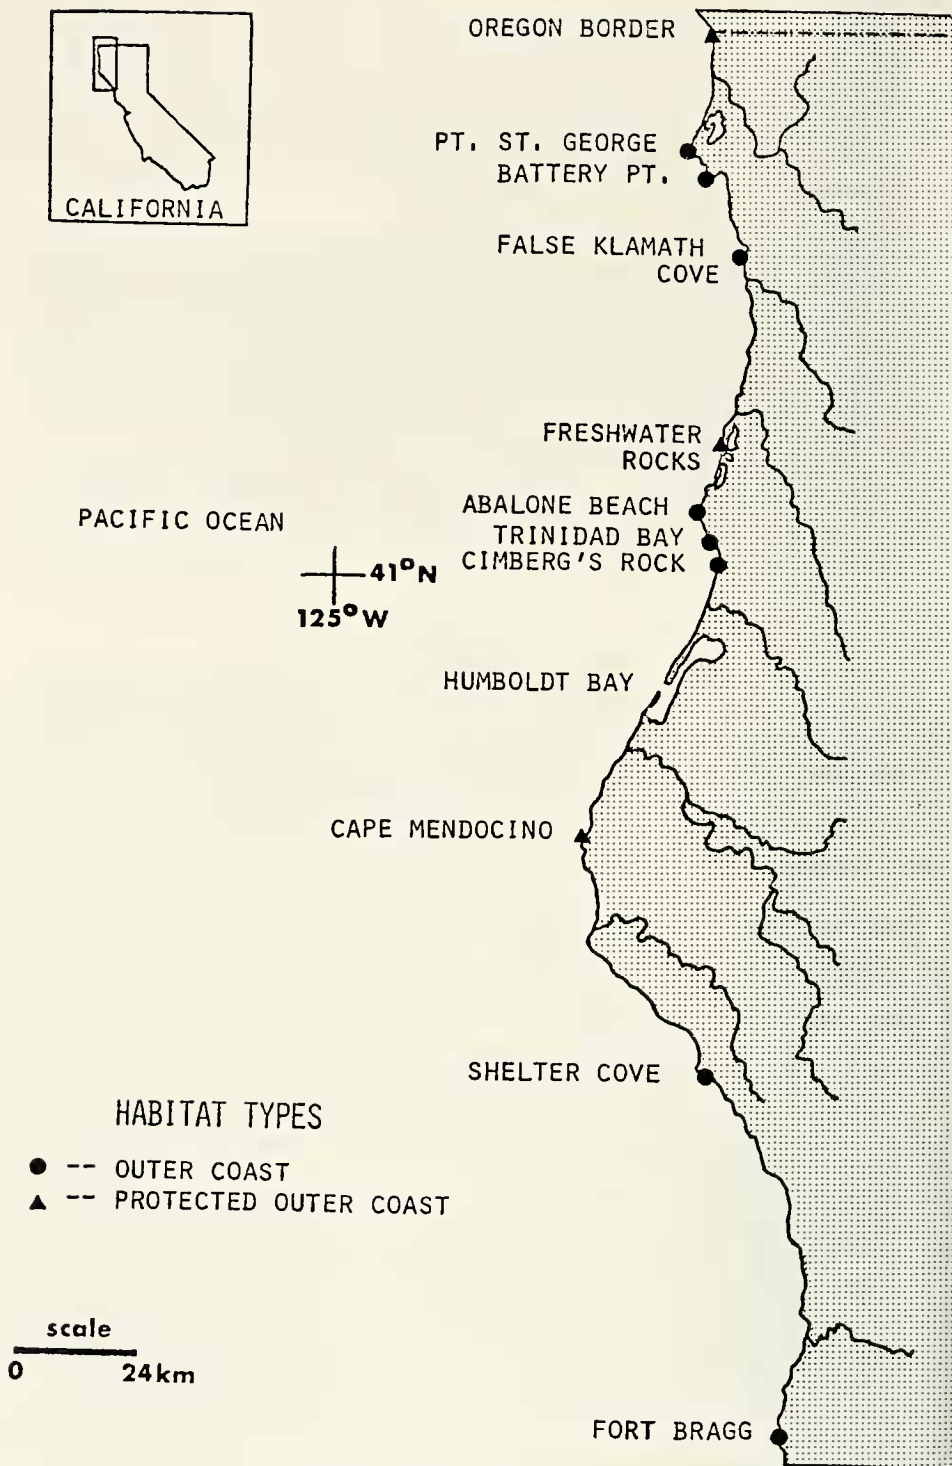 OREGON BORDER
CALIFORNIA
PT. ST. GEORGE
BATTERY PT.
FALSE KLAMATH
COVE
FRESHWATER
ROCKS
PACIFIC OCEAN
ABALONE BEACH
TRINIDAD BAY
CIMBERG'S ROCK
41°N
125°W
HUMBOLDT BAY
CAPE MENDOCINO
SHELTER COVE
HABITAT TYPES
● -- OUTER COAST
▲ -- PROTECTED OUTER COAST
scale
0 24km
FORT BRAGG